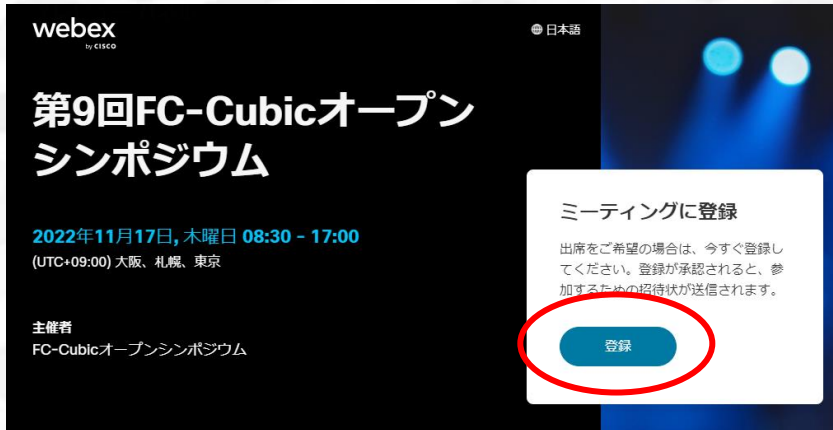 webex
by CISCO
日本語
第9回FC-Cubicオープン
シンポジウム
2022年11月17日, 木曜日 08:30 - 17:00
(UTC+09:00) 大阪、札幌、東京
主催者
FC-Cubicオープンシンポジウム
ミーティングに登録
出席をご希望の場合は、今すぐ登録し
てください。登録が承認されると、参
加するための招待状が送信されます。
登録